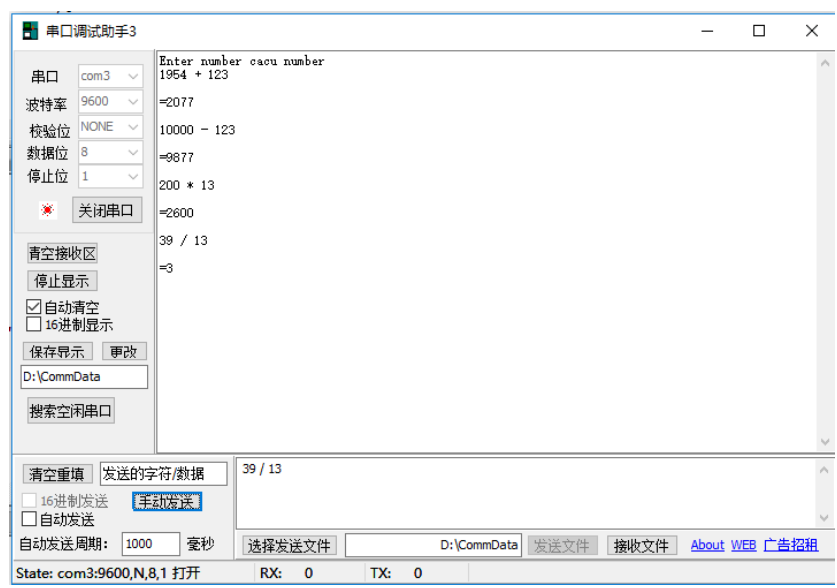 串口调试助手3
串口 com3
波特率 9600
校验位 NONE
数据位 8
停止位 1
关闭串口
青空接收区
停止显示
自动清空
16进制显示
保存显示 更改
D:\CommData
搜索空闲串口
Enter number cacu number
1954 + 123
=2077
10000 - 123
=9877
200 * 13
=2600
39 / 13
=3
清空重填 发送的字符/数据
16进制发送 手动发送
自动发送
自动发送周期: 1000 毫秒
39 / 13
选择发送文件 D:\CommData 发送文件 接收文件 About WEB 广告招租
State: com3:9600,N,8,1 打开 RX: 0 TX: 0